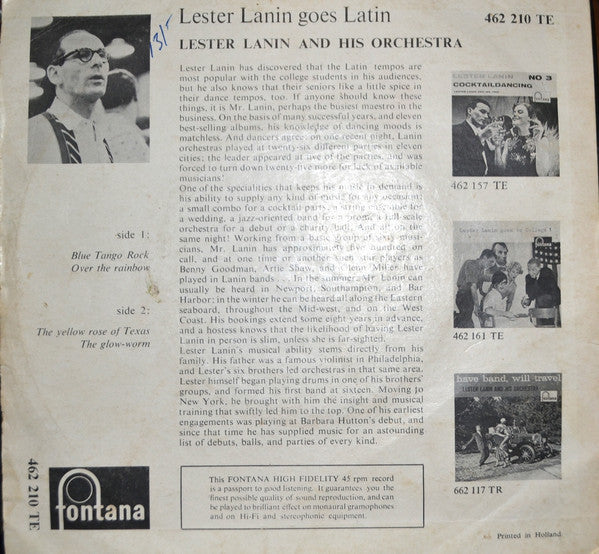 Lester Lanin goes Latin
462 210 TE
13/-
LESTER LANIN AND HIS ORCHESTRA
Lester Lanin has discovered that the Latin tempos are
most popular with the college students in his audiences,
but he also knows that their seniors like a little spice in
their dance tempos, too. If anyone should know these
things, it is Mr. Lanin, perhaps the busiest maestro in the
business. On the basis of many successful years, and eleven
best-selling albums, his knowledge of dancing moods is
matchless. And dancers agree: on one recent night, Lanin
orchestras played at twenty-six different parties in eleven
cities; the leader appeared at five of the parties, and was
forced to turn down twenty-five more for lack of available
musicians!
One of the specialities that keeps his music in demand is
his ability to supply any kind of music for any occasion:
a small combo for a cocktail party, a string ensemble for
a wedding, a jazz-oriented band for a prom, a full-scale
orchestra for a debut or a charity ball. And all on the
same night! Working from a basic group of sixty musi-
cians, Mr. Lanin has approximately five hundred on
call, and at one time or another such star players as
Benny Goodman, Artie Shaw, and Glenn Miller have
played in Lanin bands . . . In the summer, Mr. Lanin can
usually be heard in Newport, Southampton, and Bar
Harbor; in the winter he can be heard all along the Eastern
seaboard, throughout the Mid-west, and on the West
Coast. His bookings extend some eight years in advance,
and a hostess knows that the likelihood of having Lester
Lanin in person is slim, unless she is far-sighted.
Lester Lanin's musical ability stems directly from his
family. His father was a famous violinist in Philadelphia,
and Lester's six brothers led orchestras in that same area.
Lester himself began playing drums in one of his brothers'
groups, and formed his first band at sixteen. Moving to
New York, he brought with him the insight and musical
training that swiftly led him to the top. One of his earliest
engagements was playing at Barbara Hutton's debut, and
since that time he has supplied music for an astounding
list of debuts, balls, and parties of every kind.
side 1:
Blue Tango Rock
Over the rainbow
side 2:
The yellow rose of Texas
The glow-worm
LESTER LANIN NO 3
COCKTAILDANCING
LESTER LANIN AND HIS
fontana
462 157 TE
Lester Lanin goes to College!
462 161 TE
have band, will travel
LESTER LANIN AND HIS ORCHESTRA
662 117 TR
462 210 TE
fontana
This FONTANA HIGH FIDELITY 45 rpm record
is a passport to good listening. It guarantees you the
finest possible quality of sound reproduction, and can
be played to brilliant effect on monaural gramophones
and on Hi-Fi and stereophonic equipment.
Printed in Holland